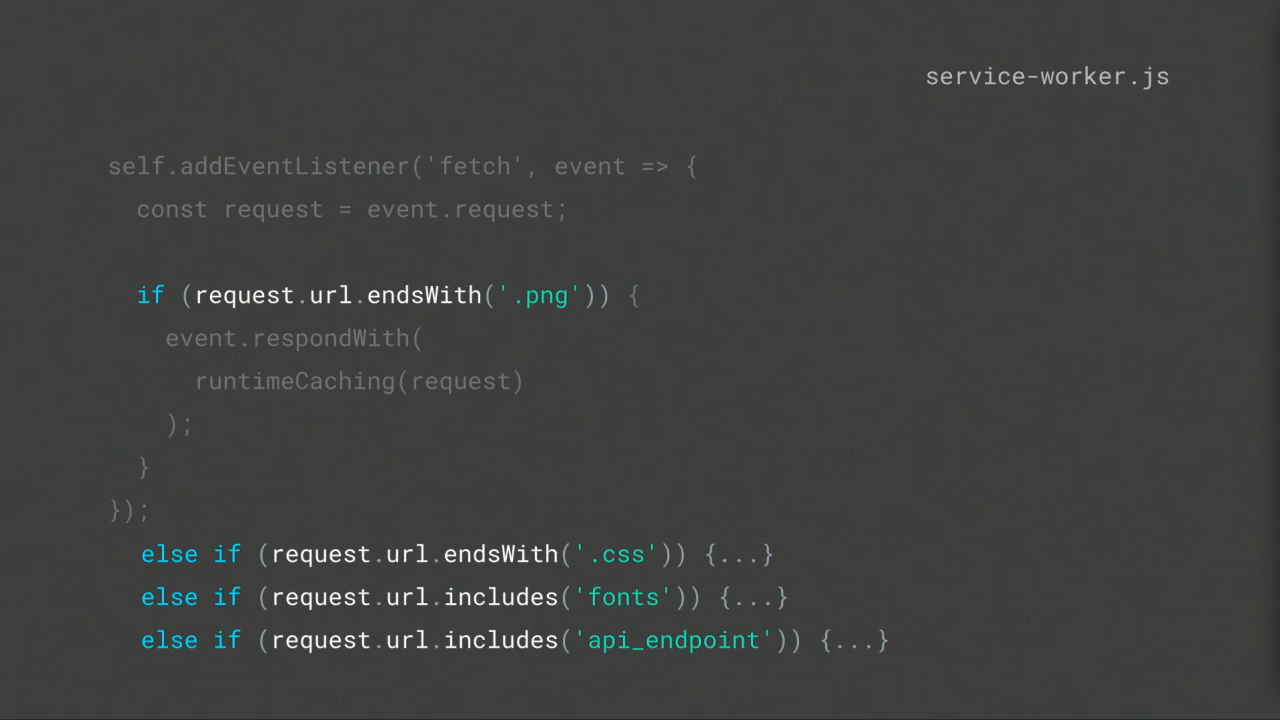 service-worker.js
self.addEventListener('fetch', event => {
  const request = event.request;
  if (request.url.endsWith('.png')) {
    event.respondWith(
      runtimeCaching(request)
    );
  }
});
  else if (request.url.endsWith('.css')) {...}
  else if (request.url.includes('fonts')) {...}
  else if (request.url.includes('api_endpoint')) {...}